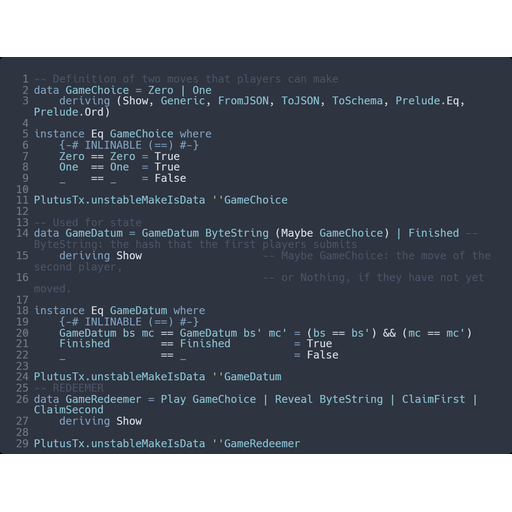 1 -- Definition of two moves that players can make
2 data GameChoice = Zero | One
3     deriving (Show, Generic, FromJSON, ToJSON, ToSchema, Prelude.Eq,
Prelude.Ord)
4
5 instance Eq GameChoice where
6     {-# INLINABLE (==) #-}
7     Zero == Zero = True
8     One  == One  = True
9     _    == _    = False
10
11 PlutusTx.unstableMakeIsData ''GameChoice
12
13 -- Used for state
14 data GameDatum = GameDatum ByteString (Maybe GameChoice) | Finished --
ByteString: the hash that the first players submits
15     deriving Show                  -- Maybe GameChoice: the move of the
second player,
16                                    -- or Nothing, if they have not yet
moved.
17
18 instance Eq GameDatum where
19     {-# INLINABLE (==) #-}
20     GameDatum bs mc == GameDatum bs' mc' = (bs == bs') && (mc == mc')
21     Finished        == Finished          = True
22     _               == _                 = False
23
24 PlutusTx.unstableMakeIsData ''GameDatum
25 -- REDEEMER
26 data GameRedeemer = Play GameChoice | Reveal ByteString | ClaimFirst |
ClaimSecond
27     deriving Show
28
29 PlutusTx.unstableMakeIsData ''GameRedeemer